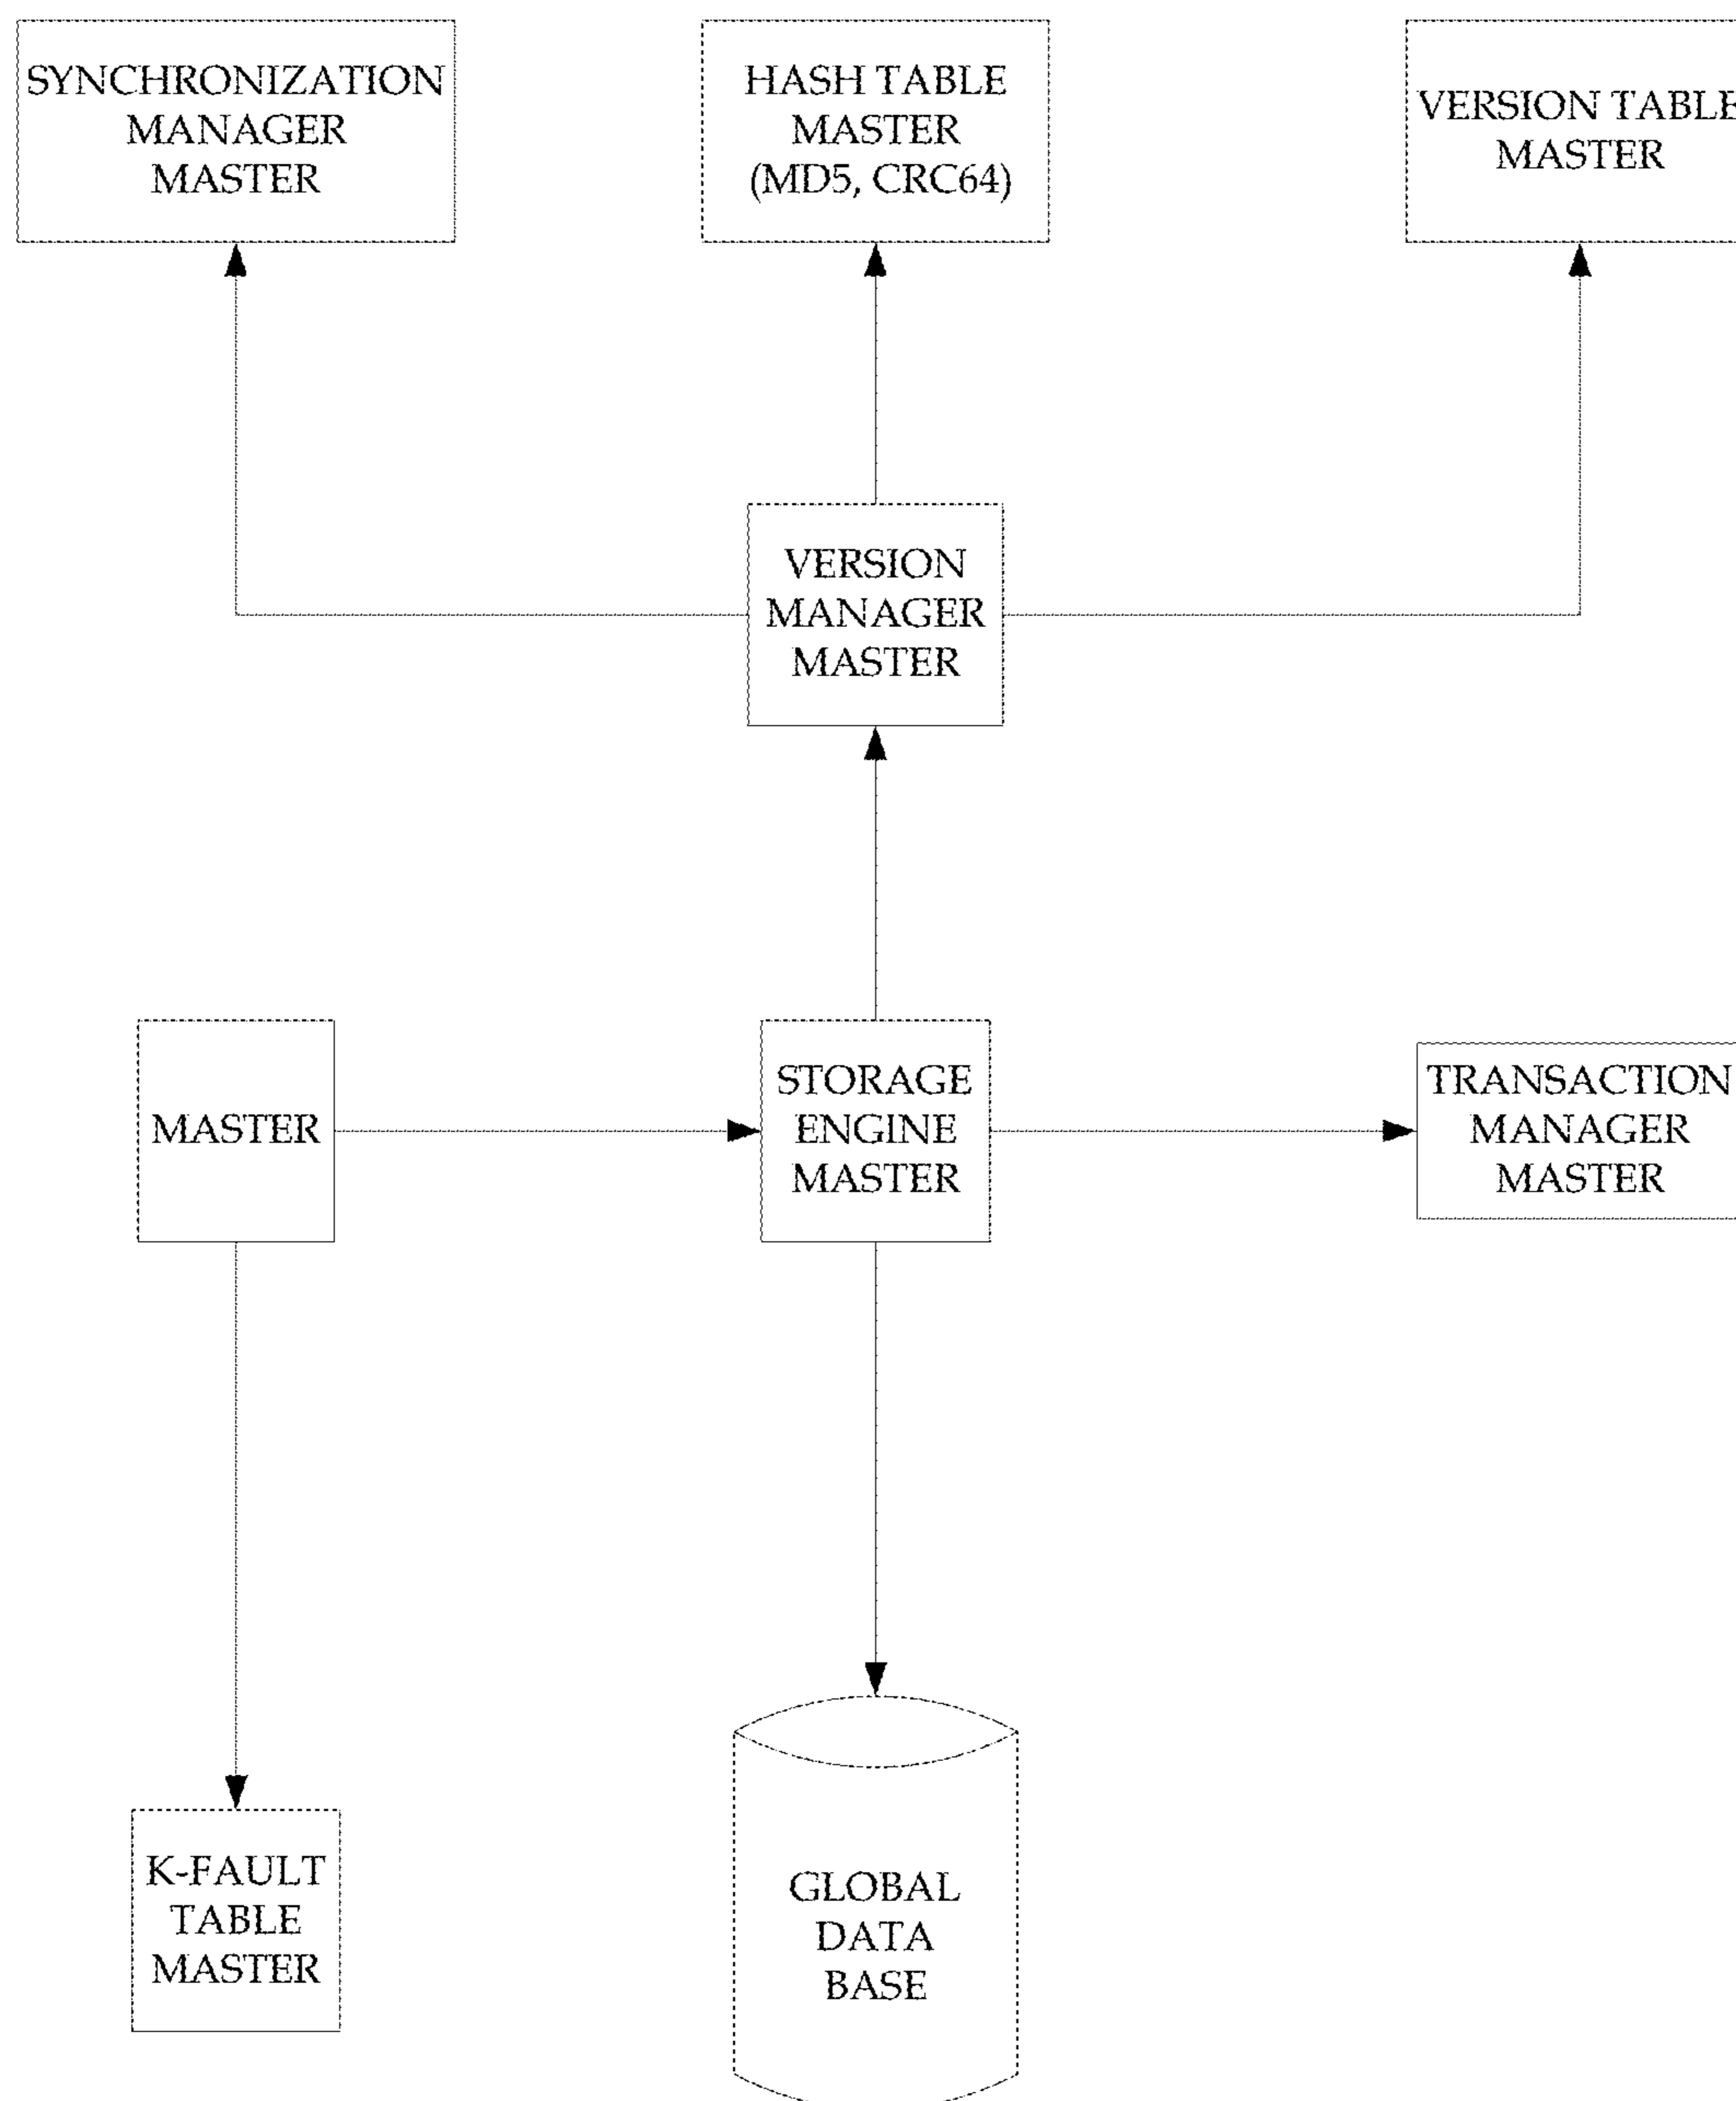 SYNCHRONIZATION
MANAGER
MASTER
HASH TABLE
MASTER
(MD5, CRC64)
VERSION TABLE
MASTER
VERSION
MANAGER
MASTER
MASTER
STORAGE
ENGINE
MASTER
TRANSACTION
MANAGER
MASTER
K-FAULT
TABLE
MASTER
GLOBAL
DATA
BASE